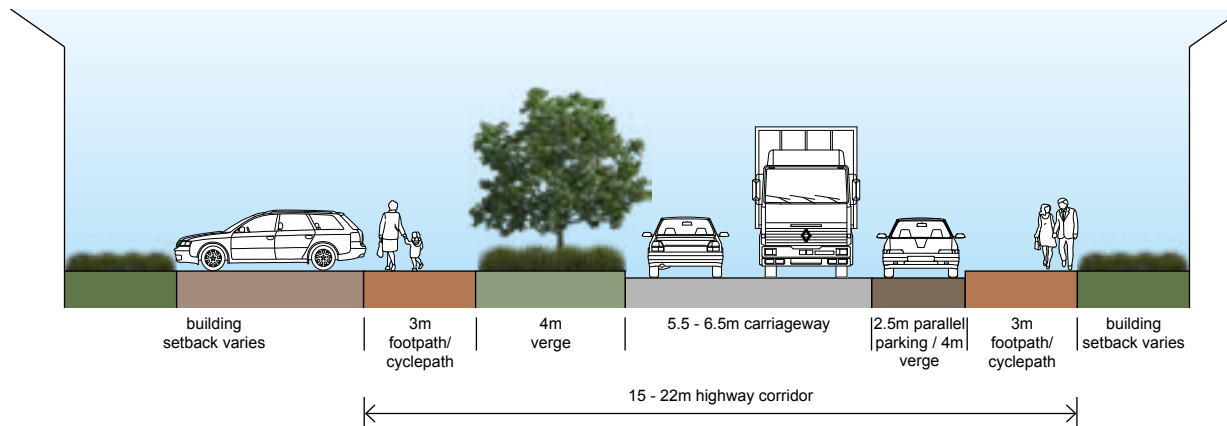 building
setback varies
3m
footpath/
cyclepath
4m
verge
5.5 - 6.5m carriageway
2.5m parallel
parking / 4m
verge
3m
footpath/
cyclepath
building
setback varies
15 - 22m highway corridor